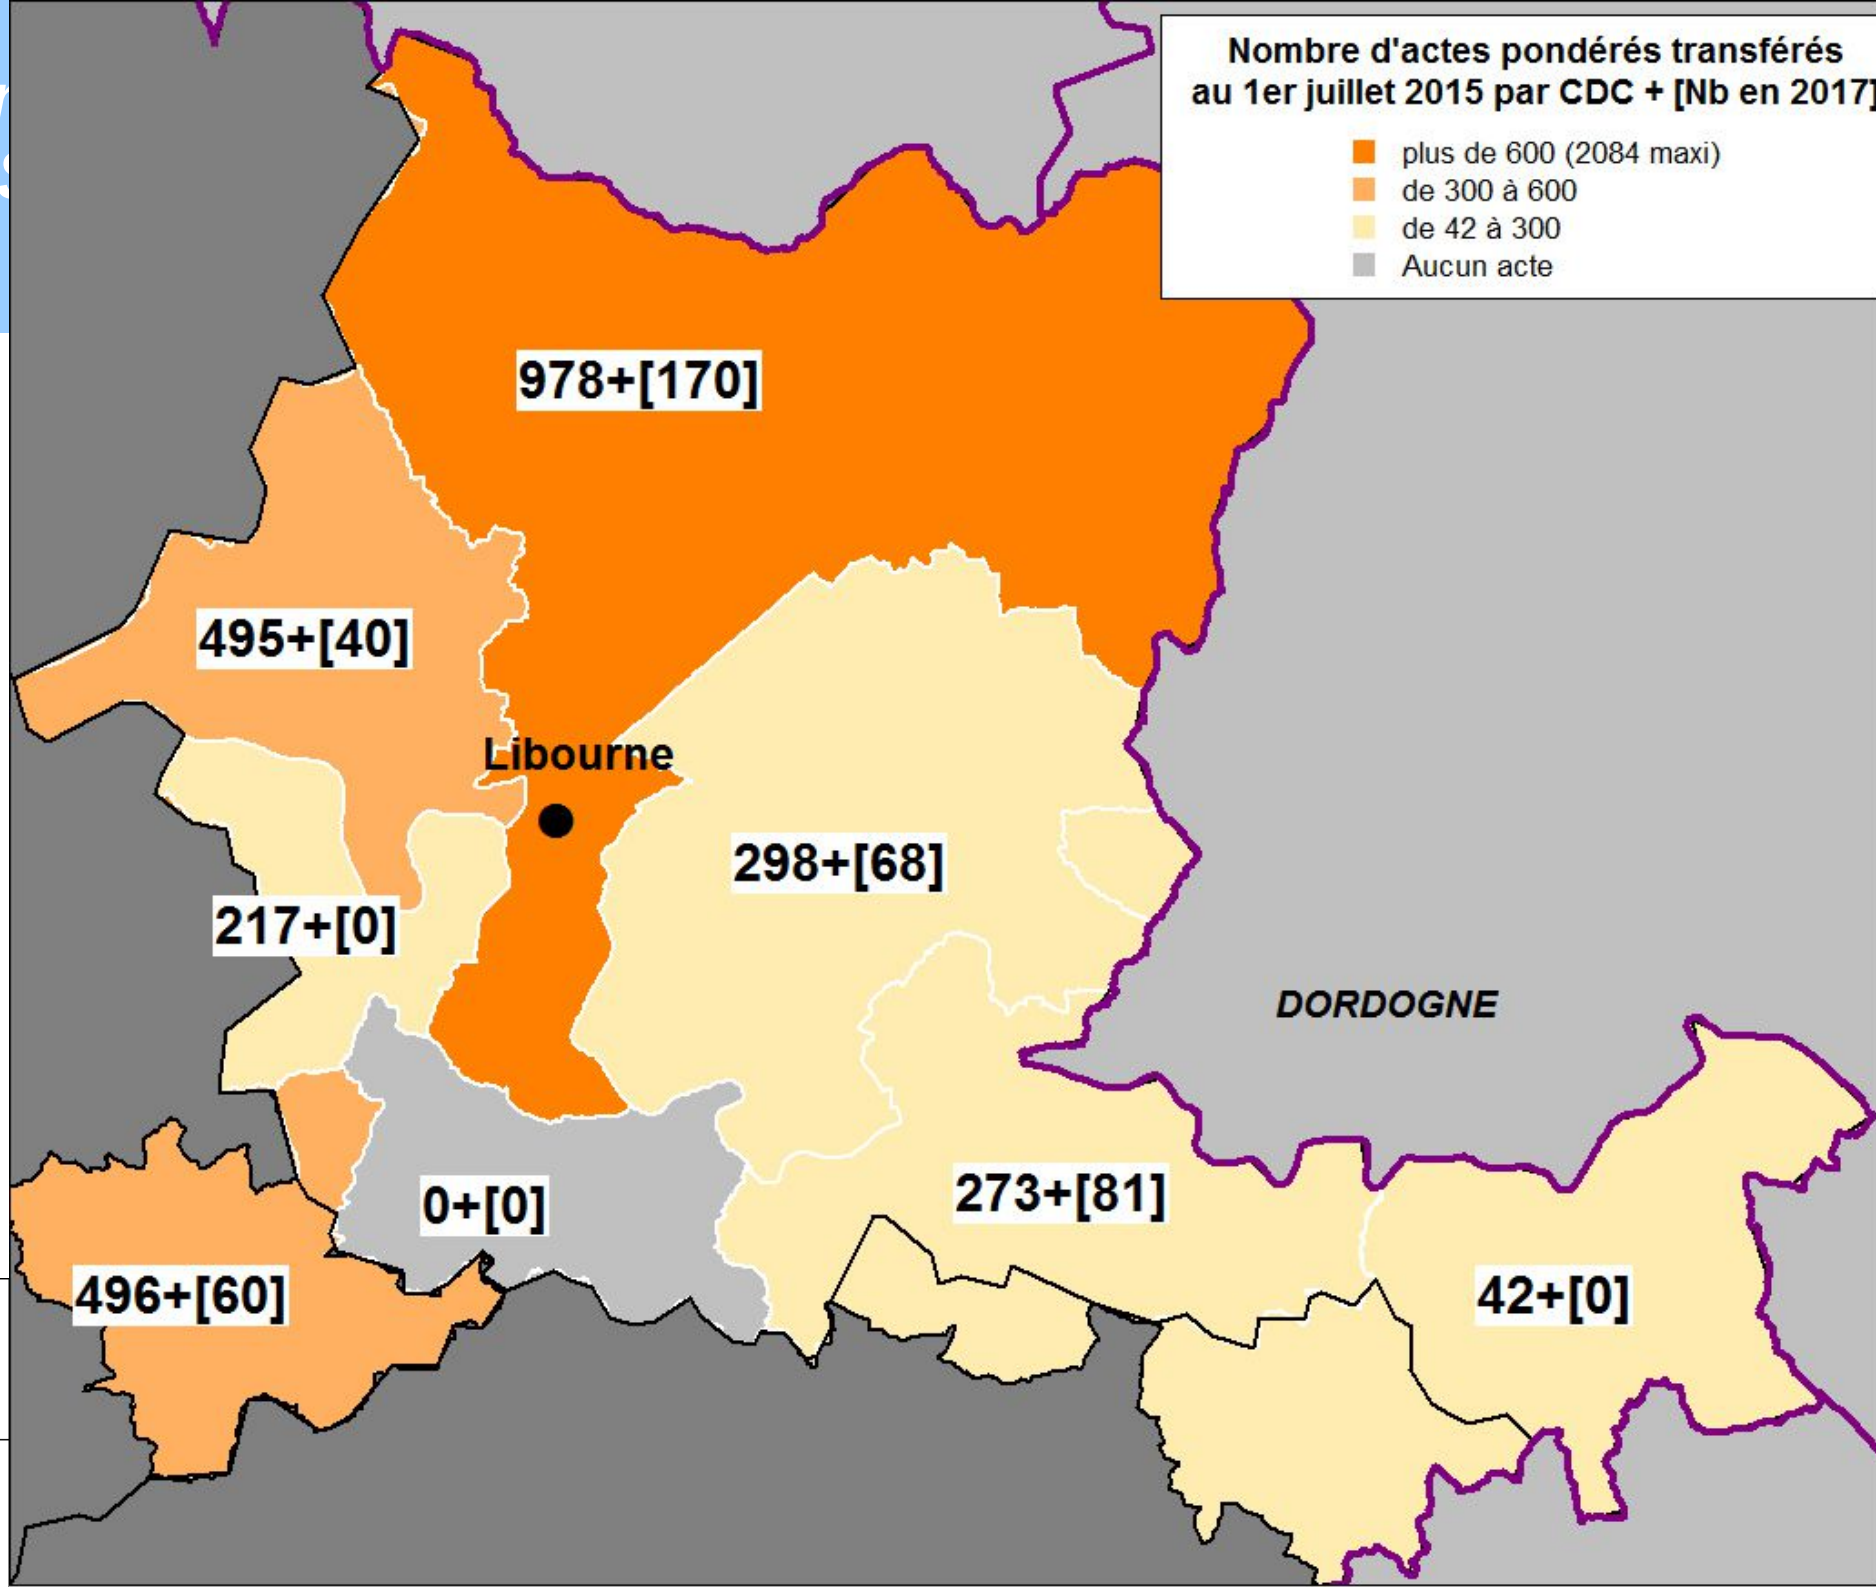 Nombre d'actes pondérés transférés
au 1er juillet 2015 par CDC + [Nb en 2017]
plus de 600 (2084 maxi)
de 300 à 600
de 42 à 300
Aucun acte
978+[170]
495+[40]
Libourne
298+[68]
217+[0]
DORDOGNE
273+[81]
0+[0]
496+[60]
42+[0]